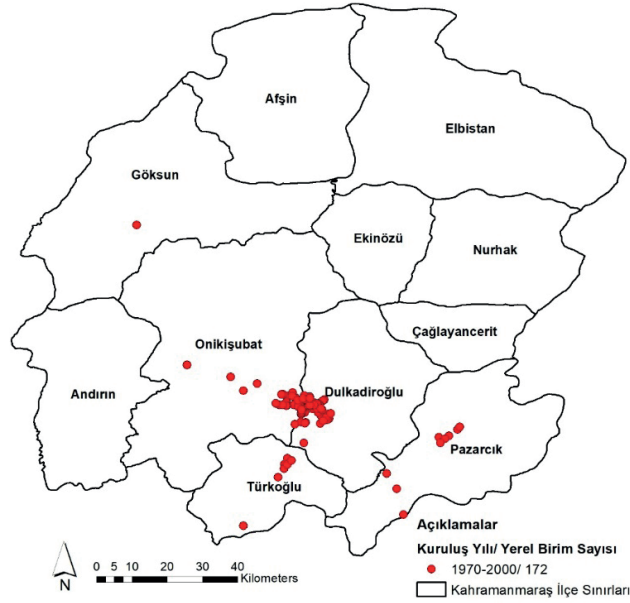 Afşin
Elbistan
Göksun
Ekinözü
Nurhak
Çağlayancerit
Onikişubat
Dulkadiroğlu
Andırın
Pazarcık
Türkoğlu
Açıklamalar
Kuruluş Yılı/ Yerel Birim Sayısı
1970-2000/ 172
Kahramanmaraş İlçe Sınırları
N
0 5 10 20 30 40
Kilometers